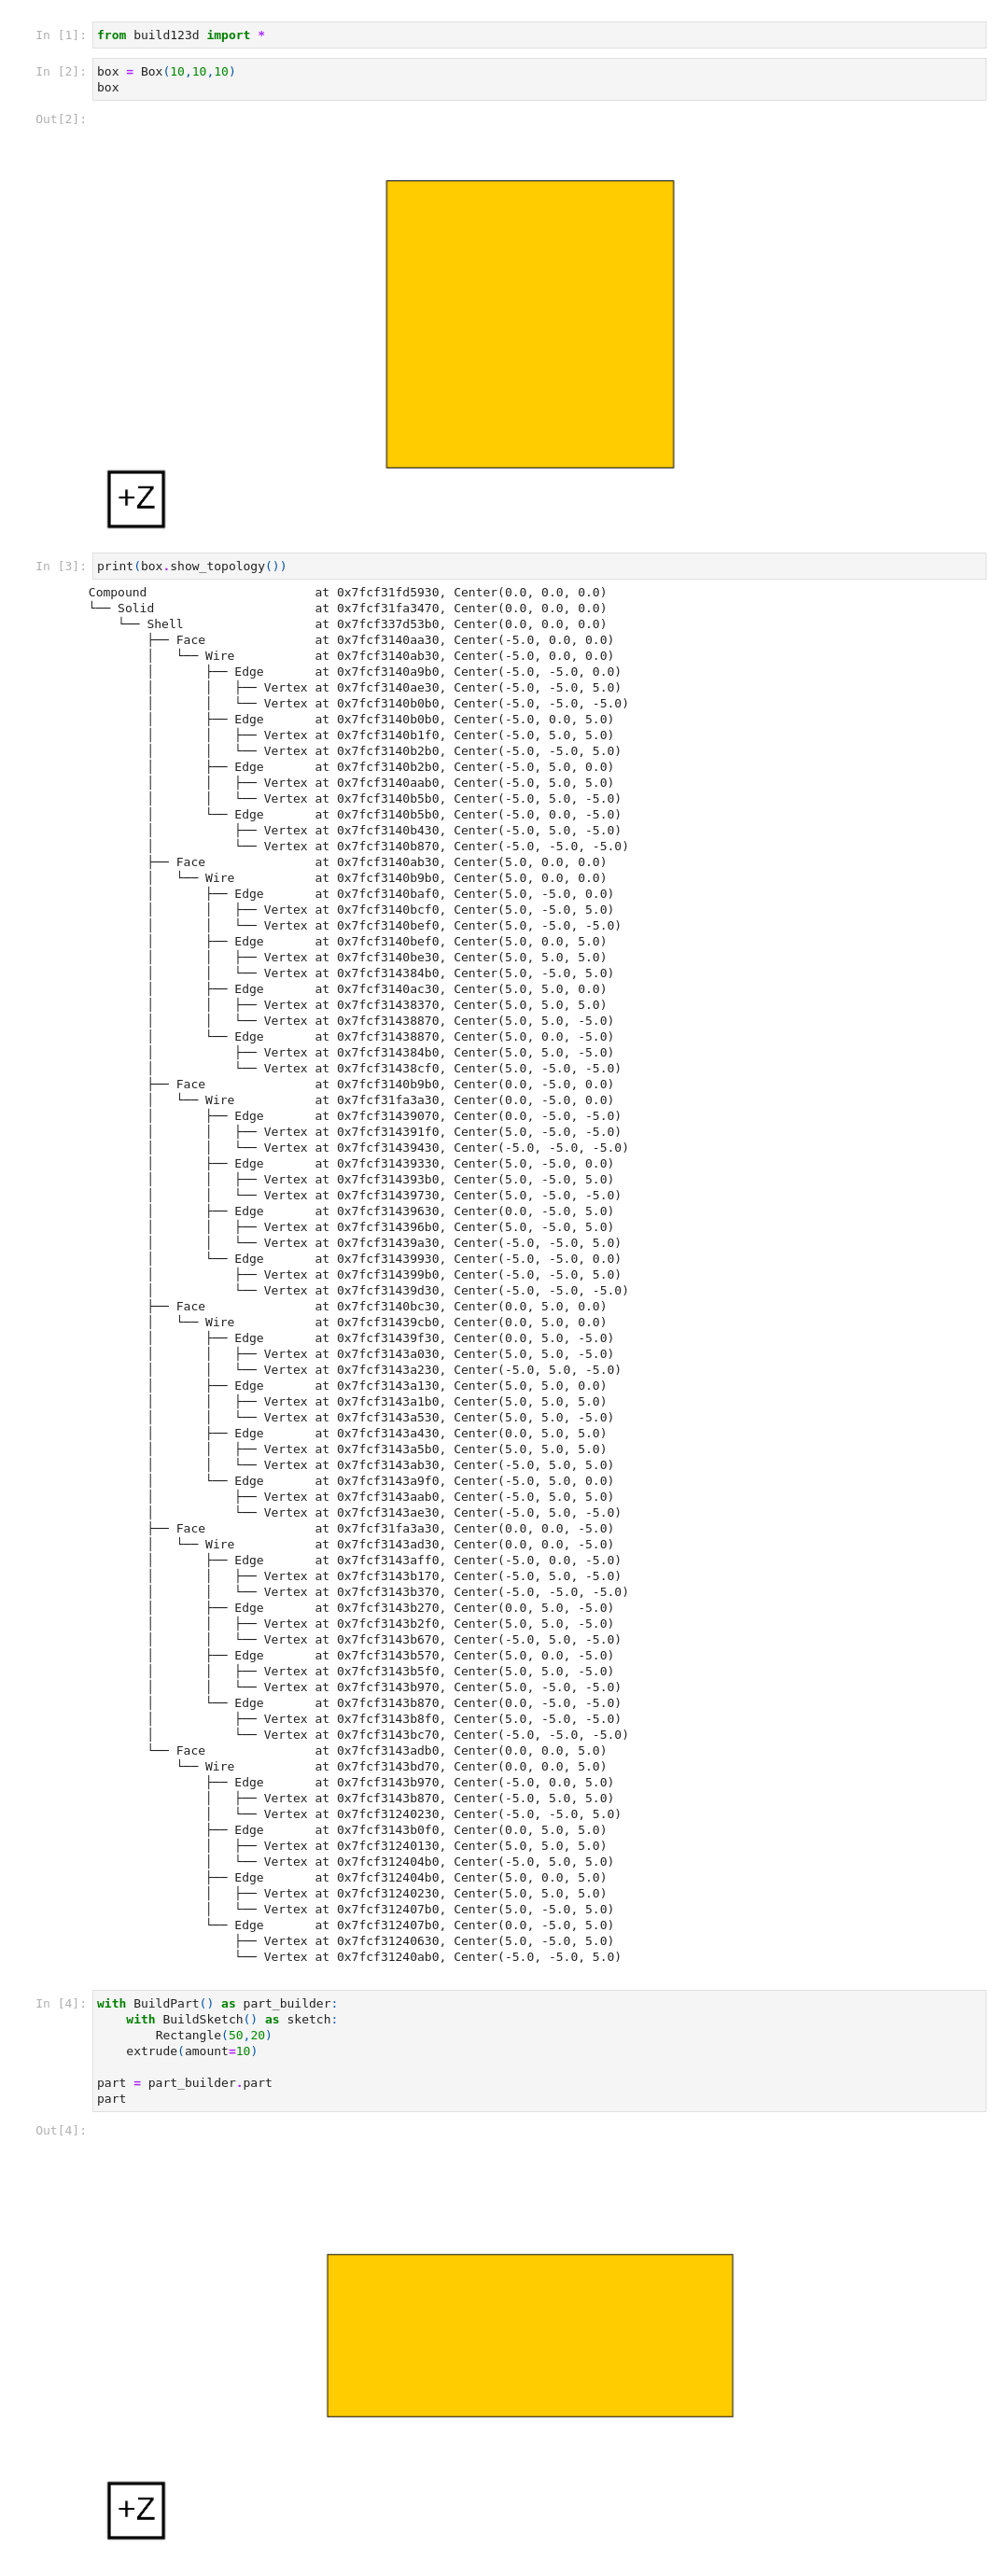 In [1]: from build123d import *
In [2]: box = Box(10,10,10)
box
Out[2]:
+Z
In [3]: print(box.show_topology())
Compound                       at 0x7fcf31fd5930, Center(0.0, 0.0, 0.0)
└── Solid                      at 0x7fcf31fa3470, Center(0.0, 0.0, 0.0)
    └── Shell                  at 0x7fcf337d53b0, Center(0.0, 0.0, 0.0)
        ├── Face               at 0x7fcf3140aa30, Center(-5.0, 0.0, 0.0)
        │   └── Wire           at 0x7fcf3140ab30, Center(-5.0, 0.0, 0.0)
        │       ├── Edge       at 0x7fcf3140a9b0, Center(-5.0, -5.0, 0.0)
        │       │   ├── Vertex at 0x7fcf3140ae30, Center(-5.0, -5.0, 5.0)
        │       │   └── Vertex at 0x7fcf3140b0b0, Center(-5.0, -5.0, -5.0)
        │       ├── Edge       at 0x7fcf3140b0b0, Center(-5.0, 0.0, 5.0)
        │       │   ├── Vertex at 0x7fcf3140b1f0, Center(-5.0, 5.0, 5.0)
        │       │   └── Vertex at 0x7fcf3140b2b0, Center(-5.0, -5.0, 5.0)
        │       ├── Edge       at 0x7fcf3140b2b0, Center(-5.0, 5.0, 0.0)
        │       │   ├── Vertex at 0x7fcf3140aab0, Center(-5.0, 5.0, 5.0)
        │       │   └── Vertex at 0x7fcf3140b5b0, Center(-5.0, 5.0, -5.0)
        │       └── Edge       at 0x7fcf3140b5b0, Center(-5.0, 0.0, -5.0)
        │           ├── Vertex at 0x7fcf3140b430, Center(-5.0, 5.0, -5.0)
        │           └── Vertex at 0x7fcf3140b870, Center(-5.0, -5.0, -5.0)
        ├── Face               at 0x7fcf3140ab30, Center(5.0, 0.0, 0.0)
        │   └── Wire           at 0x7fcf3140b9b0, Center(5.0, 0.0, 0.0)
        │       ├── Edge       at 0x7fcf3140baf0, Center(5.0, -5.0, 0.0)
        │       │   ├── Vertex at 0x7fcf3140bcf0, Center(5.0, -5.0, 5.0)
        │       │   └── Vertex at 0x7fcf3140bef0, Center(5.0, -5.0, -5.0)
        │       ├── Edge       at 0x7fcf3140bef0, Center(5.0, 0.0, 5.0)
        │       │   ├── Vertex at 0x7fcf3140be30, Center(5.0, 5.0, 5.0)
        │       │   └── Vertex at 0x7fcf314384b0, Center(5.0, -5.0, 5.0)
        │       ├── Edge       at 0x7fcf3140ac30, Center(5.0, 5.0, 0.0)
        │       │   ├── Vertex at 0x7fcf31438370, Center(5.0, 5.0, 5.0)
        │       │   └── Vertex at 0x7fcf31438870, Center(5.0, 5.0, -5.0)
        │       └── Edge       at 0x7fcf31438870, Center(5.0, 0.0, -5.0)
        │           ├── Vertex at 0x7fcf314384b0, Center(5.0, 5.0, -5.0)
        │           └── Vertex at 0x7fcf31438cf0, Center(5.0, -5.0, -5.0)
        ├── Face               at 0x7fcf3140b9b0, Center(0.0, -5.0, 0.0)
        │   └── Wire           at 0x7fcf31fa3a30, Center(0.0, -5.0, 0.0)
        │       ├── Edge       at 0x7fcf31439070, Center(0.0, -5.0, -5.0)
        │       │   ├── Vertex at 0x7fcf314391f0, Center(5.0, -5.0, -5.0)
        │       │   └── Vertex at 0x7fcf31439430, Center(-5.0, -5.0, -5.0)
        │       ├── Edge       at 0x7fcf31439330, Center(5.0, -5.0, 0.0)
        │       │   ├── Vertex at 0x7fcf314393b0, Center(5.0, -5.0, 5.0)
        │       │   └── Vertex at 0x7fcf31439730, Center(5.0, -5.0, -5.0)
        │       ├── Edge       at 0x7fcf31439630, Center(0.0, -5.0, 5.0)
        │       │   ├── Vertex at 0x7fcf314396b0, Center(5.0, -5.0, 5.0)
        │       │   └── Vertex at 0x7fcf31439a30, Center(-5.0, -5.0, 5.0)
        │       └── Edge       at 0x7fcf31439930, Center(-5.0, -5.0, 0.0)
        │           ├── Vertex at 0x7fcf314399b0, Center(-5.0, -5.0, 5.0)
        │           └── Vertex at 0x7fcf31439d30, Center(-5.0, -5.0, -5.0)
        ├── Face               at 0x7fcf3140bc30, Center(0.0, 5.0, 0.0)
        │   └── Wire           at 0x7fcf31439cb0, Center(0.0, 5.0, 0.0)
        │       ├── Edge       at 0x7fcf31439f30, Center(0.0, 5.0, -5.0)
        │       │   ├── Vertex at 0x7fcf3143a030, Center(5.0, 5.0, -5.0)
        │       │   └── Vertex at 0x7fcf3143a230, Center(-5.0, 5.0, -5.0)
        │       ├── Edge       at 0x7fcf3143a130, Center(5.0, 5.0, 0.0)
        │       │   ├── Vertex at 0x7fcf3143a1b0, Center(5.0, 5.0, 5.0)
        │       │   └── Vertex at 0x7fcf3143a530, Center(5.0, 5.0, -5.0)
        │       ├── Edge       at 0x7fcf3143a430, Center(0.0, 5.0, 5.0)
        │       │   ├── Vertex at 0x7fcf3143a5b0, Center(5.0, 5.0, 5.0)
        │       │   └── Vertex at 0x7fcf3143ab30, Center(-5.0, 5.0, 5.0)
        │       └── Edge       at 0x7fcf3143a9f0, Center(-5.0, 5.0, 0.0)
        │           ├── Vertex at 0x7fcf3143aab0, Center(-5.0, 5.0, 5.0)
        │           └── Vertex at 0x7fcf3143ae30, Center(-5.0, 5.0, -5.0)
        ├── Face               at 0x7fcf31fa3a30, Center(0.0, 0.0, -5.0)
        │   └── Wire           at 0x7fcf3143ad30, Center(0.0, 0.0, -5.0)
        │       ├── Edge       at 0x7fcf3143aff0, Center(-5.0, 0.0, -5.0)
        │       │   ├── Vertex at 0x7fcf3143b170, Center(-5.0, 5.0, -5.0)
        │       │   └── Vertex at 0x7fcf3143b370, Center(-5.0, -5.0, -5.0)
        │       ├── Edge       at 0x7fcf3143b270, Center(0.0, 5.0, -5.0)
        │       │   ├── Vertex at 0x7fcf3143b2f0, Center(5.0, 5.0, -5.0)
        │       │   └── Vertex at 0x7fcf3143b670, Center(-5.0, 5.0, -5.0)
        │       ├── Edge       at 0x7fcf3143b570, Center(5.0, 0.0, -5.0)
        │       │   ├── Vertex at 0x7fcf3143b5f0, Center(5.0, 5.0, -5.0)
        │       │   └── Vertex at 0x7fcf3143b970, Center(5.0, -5.0, -5.0)
        │       └── Edge       at 0x7fcf3143b870, Center(0.0, -5.0, -5.0)
        │           ├── Vertex at 0x7fcf3143b8f0, Center(5.0, -5.0, -5.0)
        │           └── Vertex at 0x7fcf3143bc70, Center(-5.0, -5.0, -5.0)
        └── Face               at 0x7fcf3143adb0, Center(0.0, 0.0, 5.0)
            └── Wire           at 0x7fcf3143bd70, Center(0.0, 0.0, 5.0)
                ├── Edge       at 0x7fcf3143b970, Center(-5.0, 0.0, 5.0)
                │   ├── Vertex at 0x7fcf3143b870, Center(-5.0, 5.0, 5.0)
                │   └── Vertex at 0x7fcf31240230, Center(-5.0, -5.0, 5.0)
                ├── Edge       at 0x7fcf3143b0f0, Center(0.0, 5.0, 5.0)
                │   ├── Vertex at 0x7fcf31240130, Center(5.0, 5.0, 5.0)
                │   └── Vertex at 0x7fcf312404b0, Center(-5.0, 5.0, 5.0)
                ├── Edge       at 0x7fcf312404b0, Center(5.0, 0.0, 5.0)
                │   ├── Vertex at 0x7fcf31240230, Center(5.0, 5.0, 5.0)
                │   └── Vertex at 0x7fcf312407b0, Center(5.0, -5.0, 5.0)
                └── Edge       at 0x7fcf312407b0, Center(0.0, -5.0, 5.0)
                    ├── Vertex at 0x7fcf31240630, Center(5.0, -5.0, 5.0)
                    └── Vertex at 0x7fcf31240ab0, Center(-5.0, -5.0, 5.0)
In [4]: with BuildPart() as part_builder:
    with BuildSketch() as sketch:
        Rectangle(50,20)
    extrude(amount=10)

part = part_builder.part
part
Out[4]:
+Z